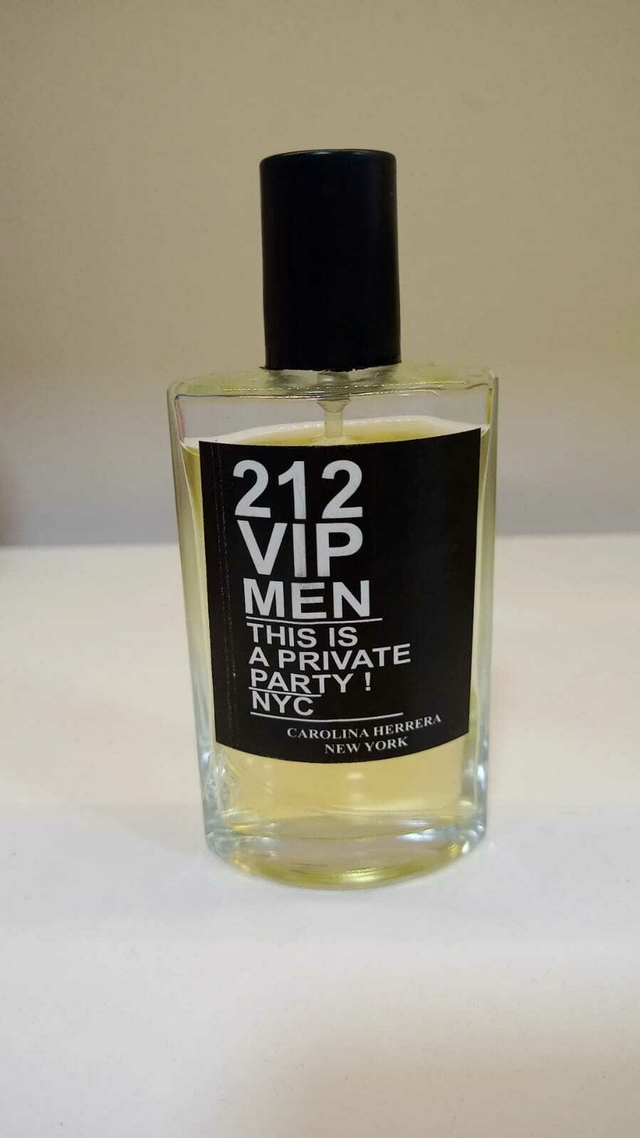 212
VIP
MEN
THIS IS
A PRIVATE
PARTY !
NYC
CAROLINA HERRERA
NEW YORK